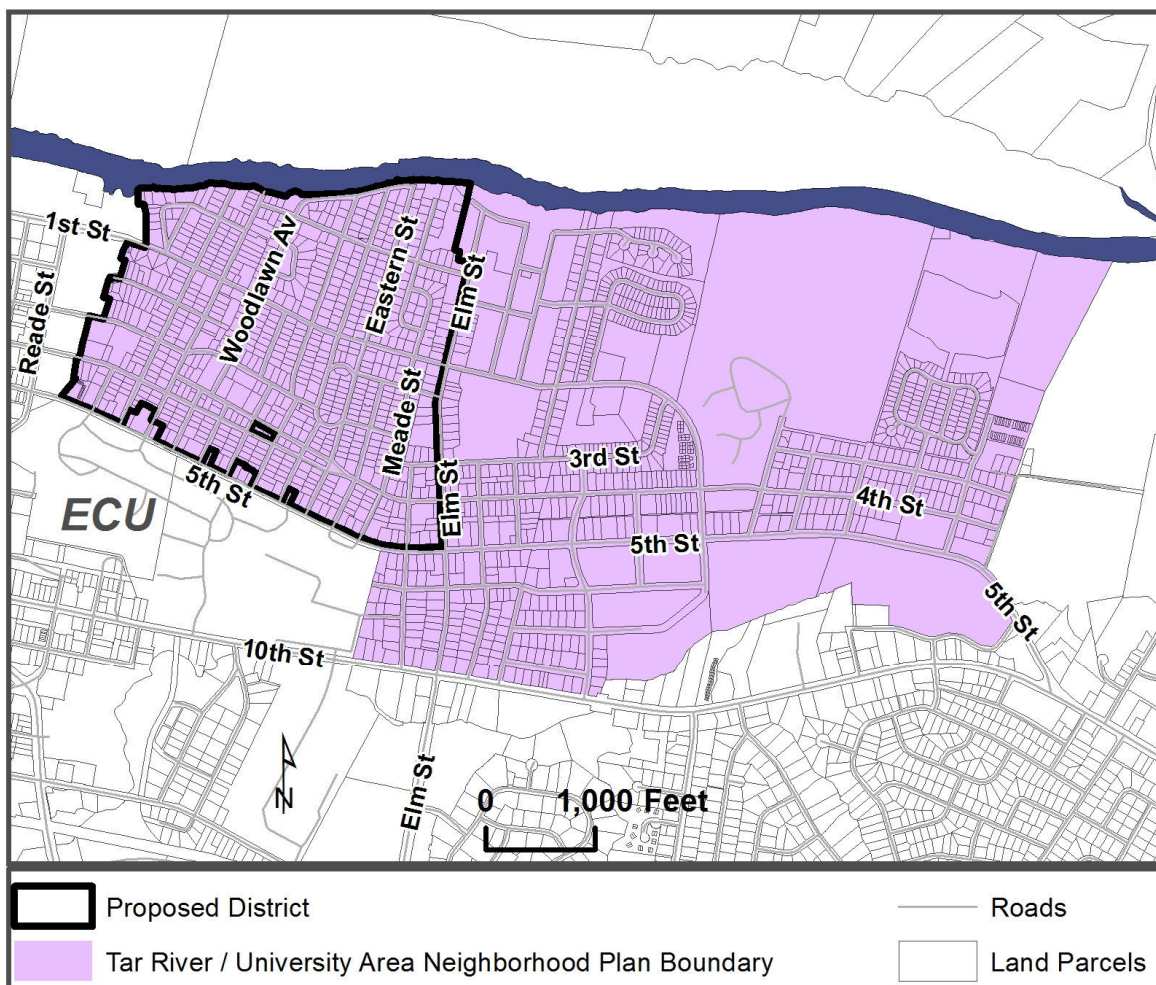 1st St
Reade St
Woodlawn Av
Eastern St
Elm St
Meade St
Elm St
3rd St
4th St
5th St
5th St
5th St
ECU
10th St
Elm St
N
0 1,000 Feet
Proposed District
Roads
Tar River / University Area Neighborhood Plan Boundary
Land Parcels